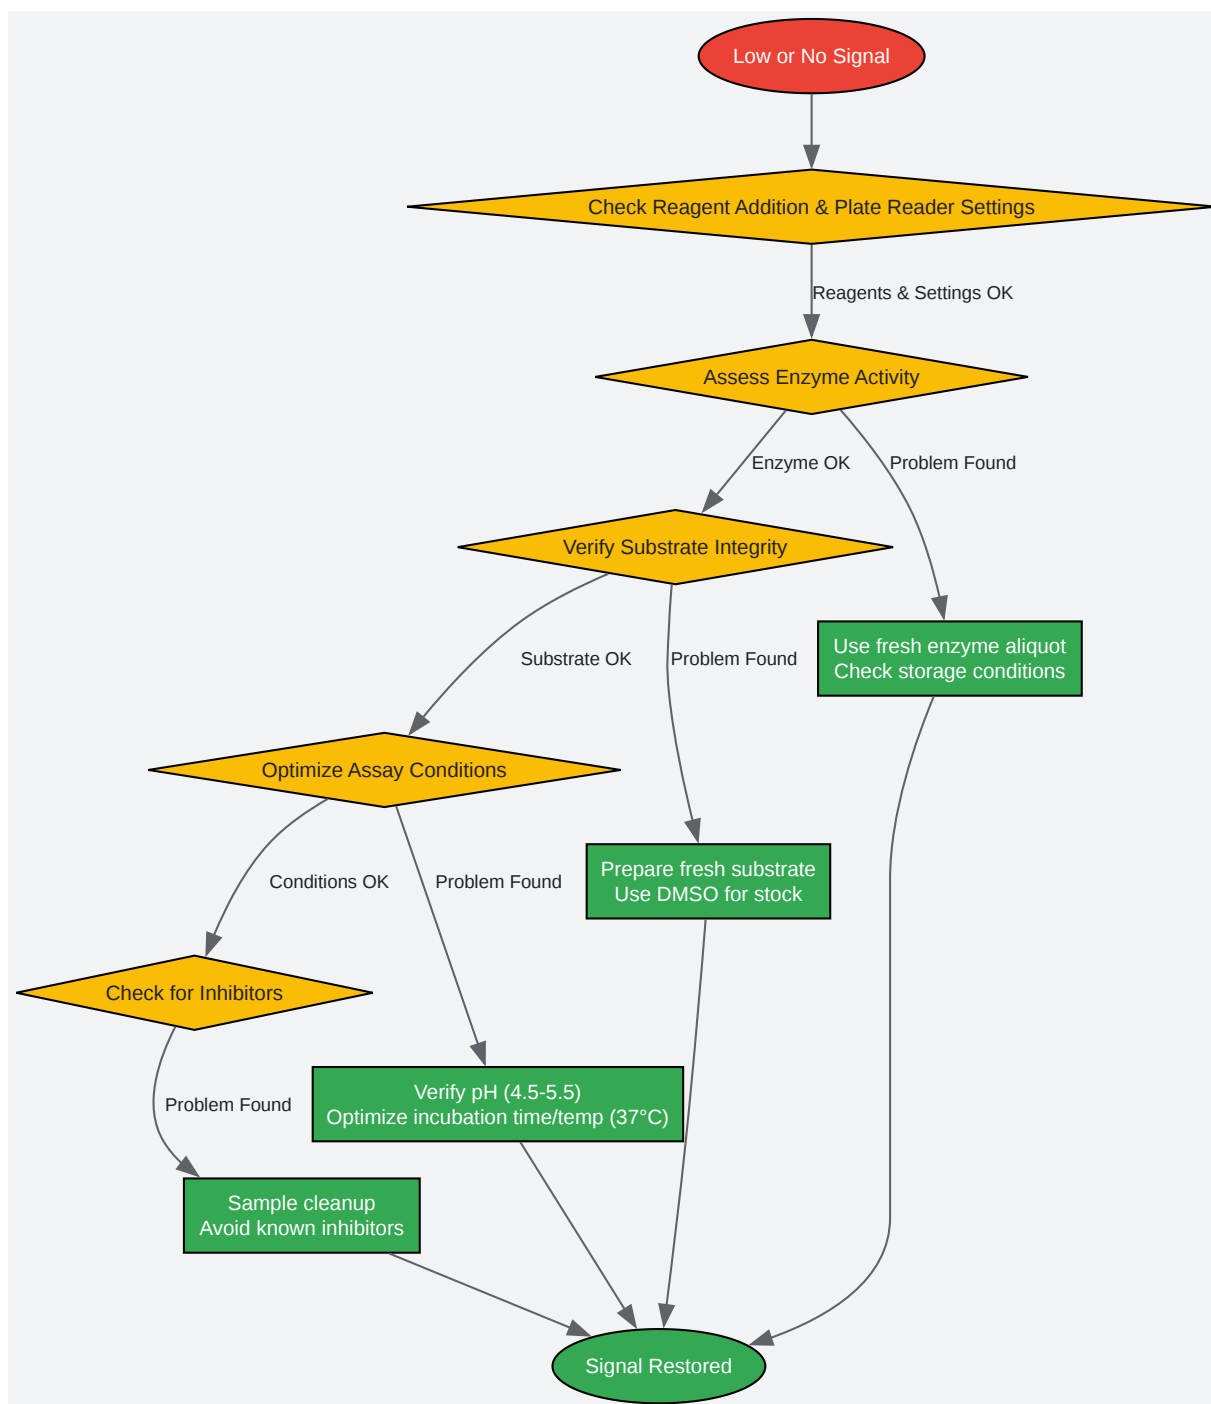 Low or No Signal
Check Reagent Addition & Plate Reader Settings
Reagents & Settings OK
Assess Enzyme Activity
Enzyme OK
Problem Found
Verify Substrate Integrity
Use fresh enzyme aliquot
Check storage conditions
Substrate OK
Problem Found
Optimize Assay Conditions
Prepare fresh substrate
Use DMSO for stock
Conditions OK
Problem Found
Check for Inhibitors
Verify pH (4.5-5.5)
Optimize incubation time/temp (37°C)
Problem Found
Sample cleanup
Avoid known inhibitors
Signal Restored